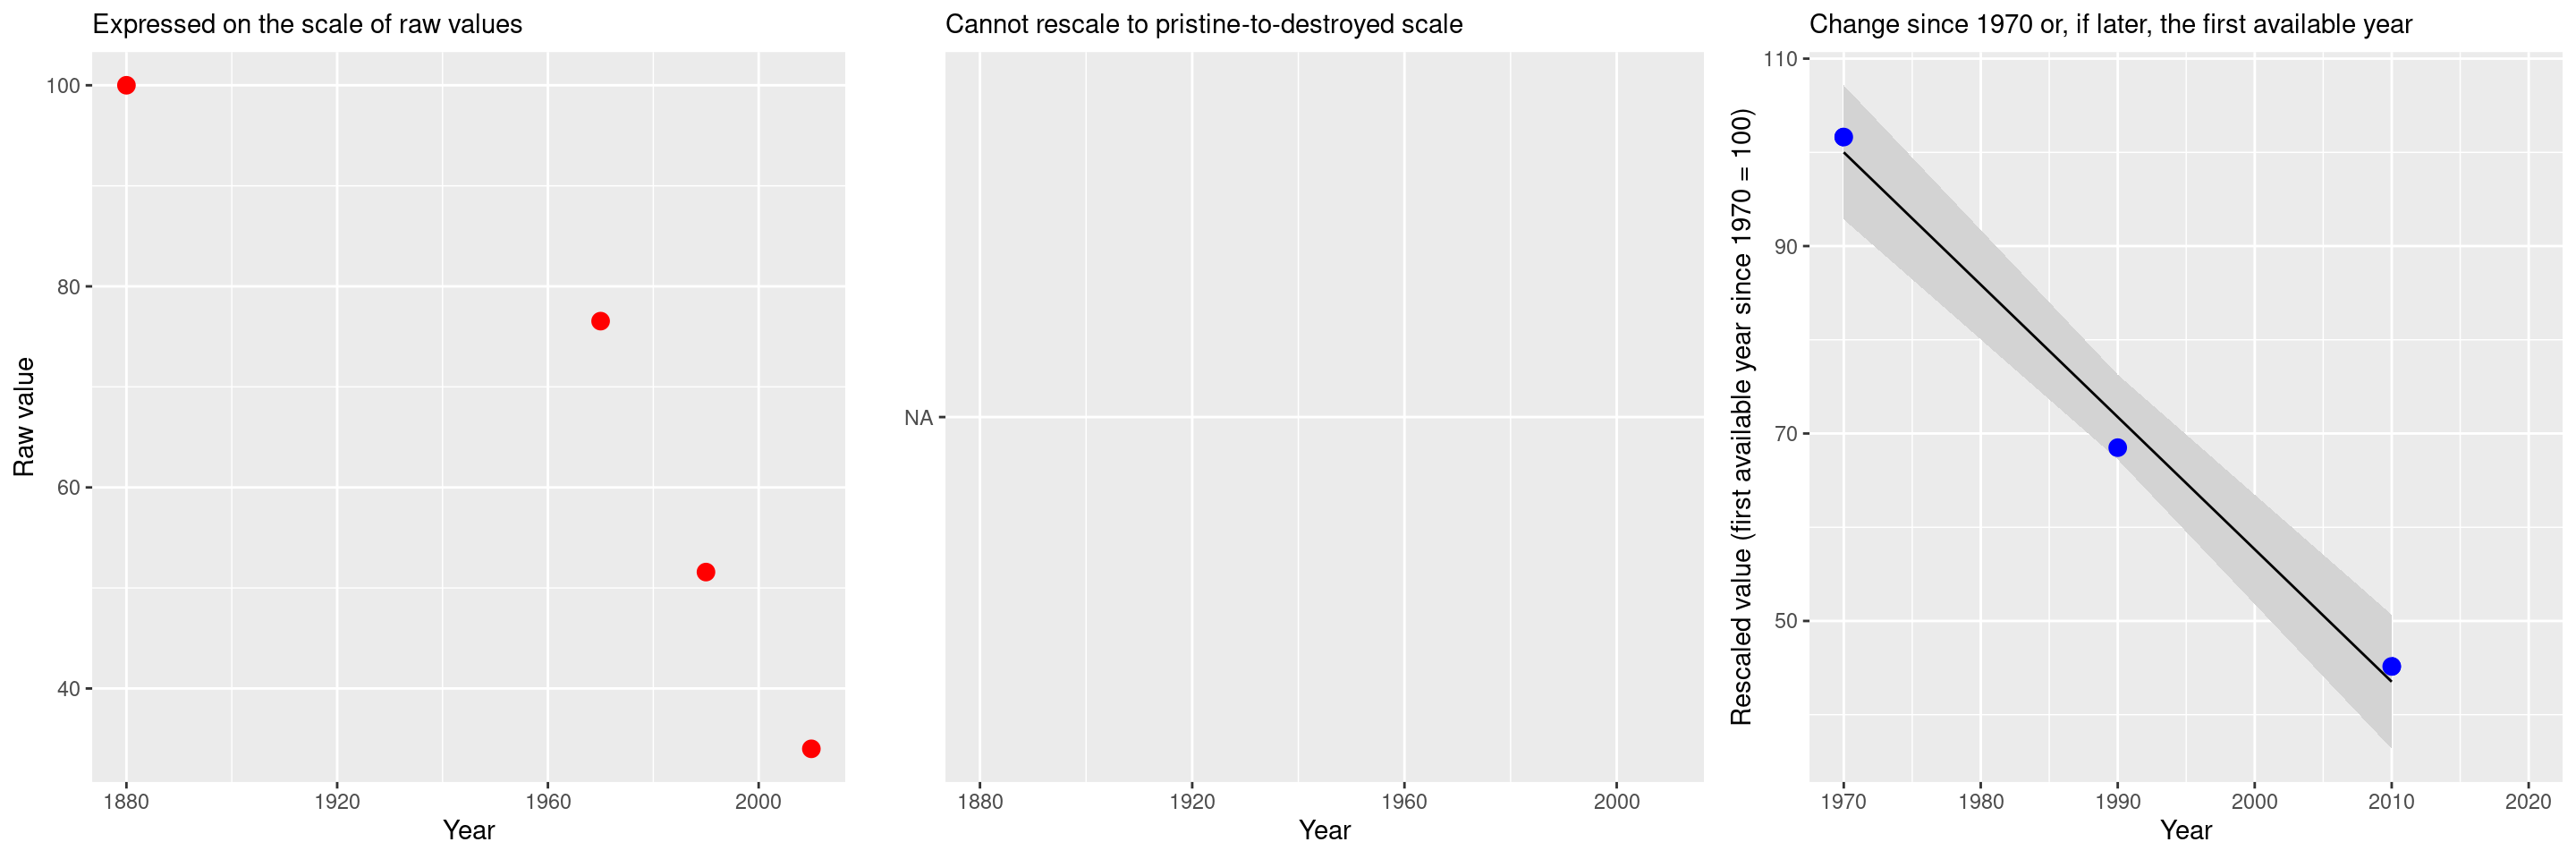 Expressed on the scale of raw values
Raw value
100
80
60
40
1880
1920
1960
2000
Year
Cannot rescale to pristine-to-destroyed scale
NA
1880
1920
1960
2000
Year
Change since 1970 or, if later, the first available year
Rescaled value (first available year since 1970 = 100)
110
90
70
50
1970
1980
1990
2000
2010
2020
Year